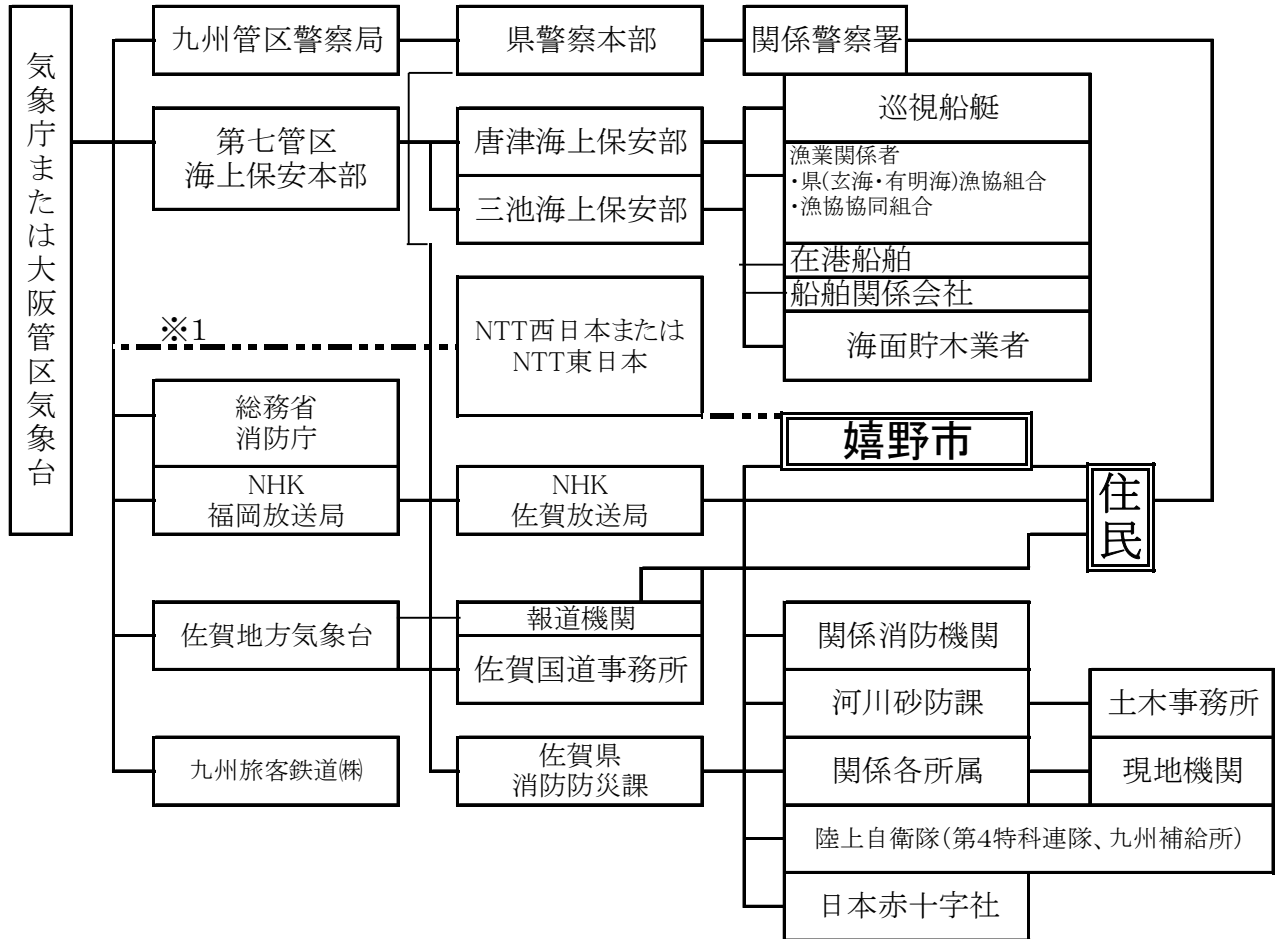 気象庁または大阪管区気象台
九州管区警察局
県警察本部
関係警察署
第七管区
海上保安本部
唐津海上保安部
三池海上保安部
巡視船艇
漁業関係者
・県(玄海・有明海)漁協組合
・漁協協同組合
在港船舶
船舶関係会社
海面貯木業者
※1
NTT西日本または
NTT東日本
総務省
消防庁
嬉野市
NHK
福岡放送局
NHK
佐賀放送局
住民
佐賀地方気象台
報道機関
佐賀国道事務所
関係消防機関
河川砂防課
土木事務所
九州旅客鉄道㈱
佐賀県
消防防災課
関係各所属
現地機関
陸上自衛隊(第4特科連隊、九州補給所)
日本赤十字社